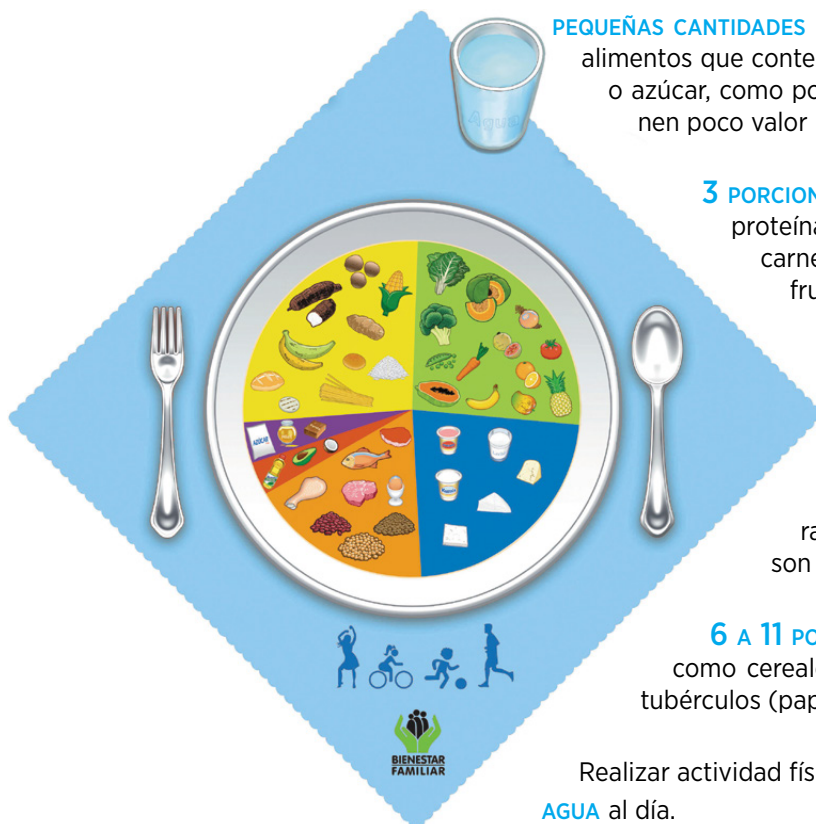 PEQUEÑAS CANTIDADES
alimentos que conte
o azúcar, como po
nen poco valor
Agua
3 PORCION
proteína
carne
fru
AZÚCAR
ra
son
6 A 11 PO
como cereal
tubérculos (pap
BIENESTAR
FAMILIAR
Realizar actividad fís
AGUA al día.